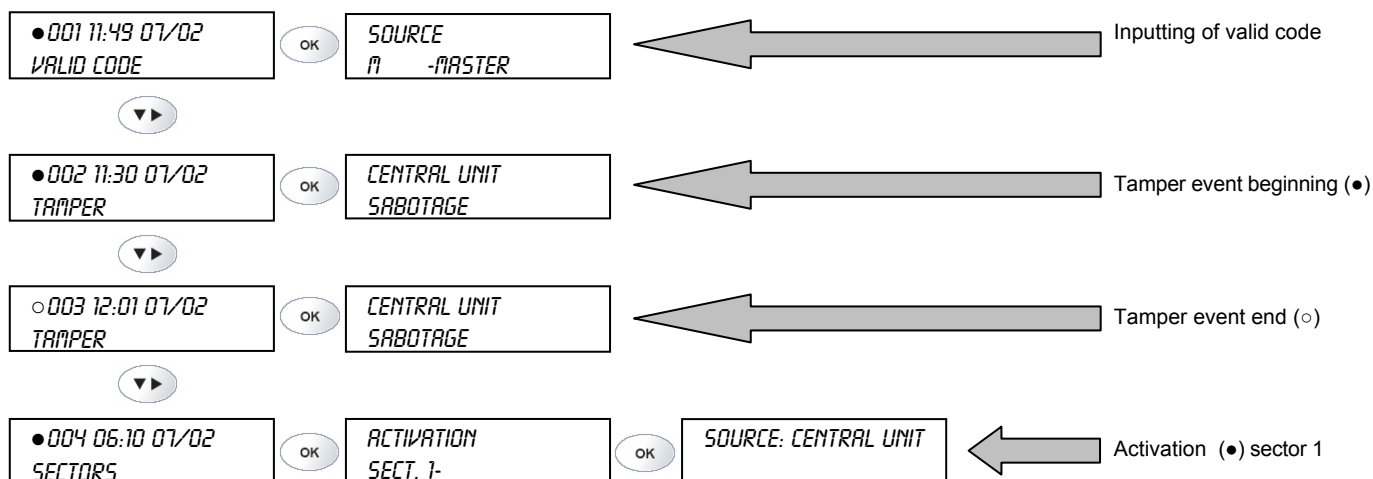 ●001 11:49 07/02 OK SOURCE Inputting of valid code
VALID CODE M -MASTER
▼▶
●002 11:30 07/02 OK CENTRAL UNIT Tamper event beginning (●)
TAMPER SABOTAGE
▼▶
○003 12:01 07/02 OK CENTRAL UNIT Tamper event end (○)
TAMPER SABOTAGE
▼▶
●004 06:10 07/02 OK ACTIVATION OK SOURCE: CENTRAL UNIT Activation (●) sector 1
SECTORS SECT. 1-